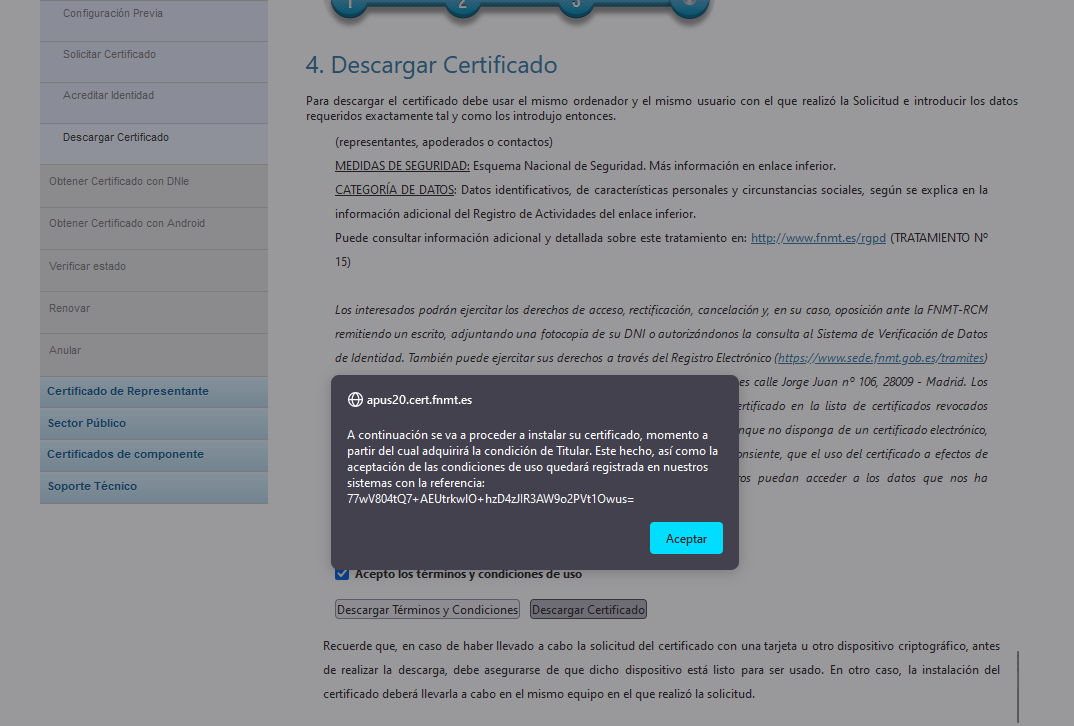 Configuración Previa
Solicitar Certificado
Acreditar Identidad
Descargar Certificado
Obtener Certificado con DNIe
Obtener Certificado con Android
Verificar estado
Renovar
Anular
Certificado de Representante
Sector Público
Certificados de componente
Soporte Técnico
1 2 3
4. Descargar Certificado
Para descargar el certificado debe usar el mismo ordenador y el mismo usuario con el que realizó la Solicitud e introducir los datos
requeridos exactamente tal y como los introdujo entonces.
(representantes, apoderados o contactos)
MEDIDAS DE SEGURIDAD: Esquema Nacional de Seguridad. Más información en enlace inferior.
CATEGORÍA DE DATOS: Datos identificativos, de características personales y circunstancias sociales, según se explica en la
información adicional del Registro de Actividades del enlace inferior.
Puede consultar información adicional y detallada sobre este tratamiento en: http://www.fnmt.es/rgpd (TRATAMIENTO Nº
15)
Los interesados podrán ejercitar los derechos de acceso, rectificación, cancelación y, en su caso, oposición ante la FNMT-RCM
remitiendo un escrito, adjuntando una fotocopia de su DNI o autorizándonos la consulta al Sistema de Verificación de Datos
de Identidad. También puede ejercitar sus derechos a través del Registro Electrónico (https://www.sede.fnmt.gob.es/tramites)
es calle Jorge Juan nº 106, 28009 - Madrid. Los
ertificado en la lista de certificados revocados
nque no disponga de un certificado electrónico,
onsiente, que el uso del certificado a efectos de
ros puedan acceder a los datos que nos ha
apus20.cert.fnmt.es
A continuación se va a proceder a instalar su certificado, momento a
partir del cual adquirirá la condición de Titular. Este hecho, así como la
aceptación de las condiciones de uso quedará registrada en nuestros
sistemas con la referencia:
77wV804tQ7+AEUtrkwIO+hzD4zJIR3AW9o2PVt1Owus=
Aceptar
Acepto los términos y condiciones de uso
Descargar Términos y Condiciones Descargar Certificado
Recuerde que, en caso de haber llevado a cabo la solicitud del certificado con una tarjeta u otro dispositivo criptográfico, antes
de realizar la descarga, debe asegurarse de que dicho dispositivo está listo para ser usado. En otro caso, la instalación del
certificado deberá llevarla a cabo en el mismo equipo en el que realizó la solicitud.